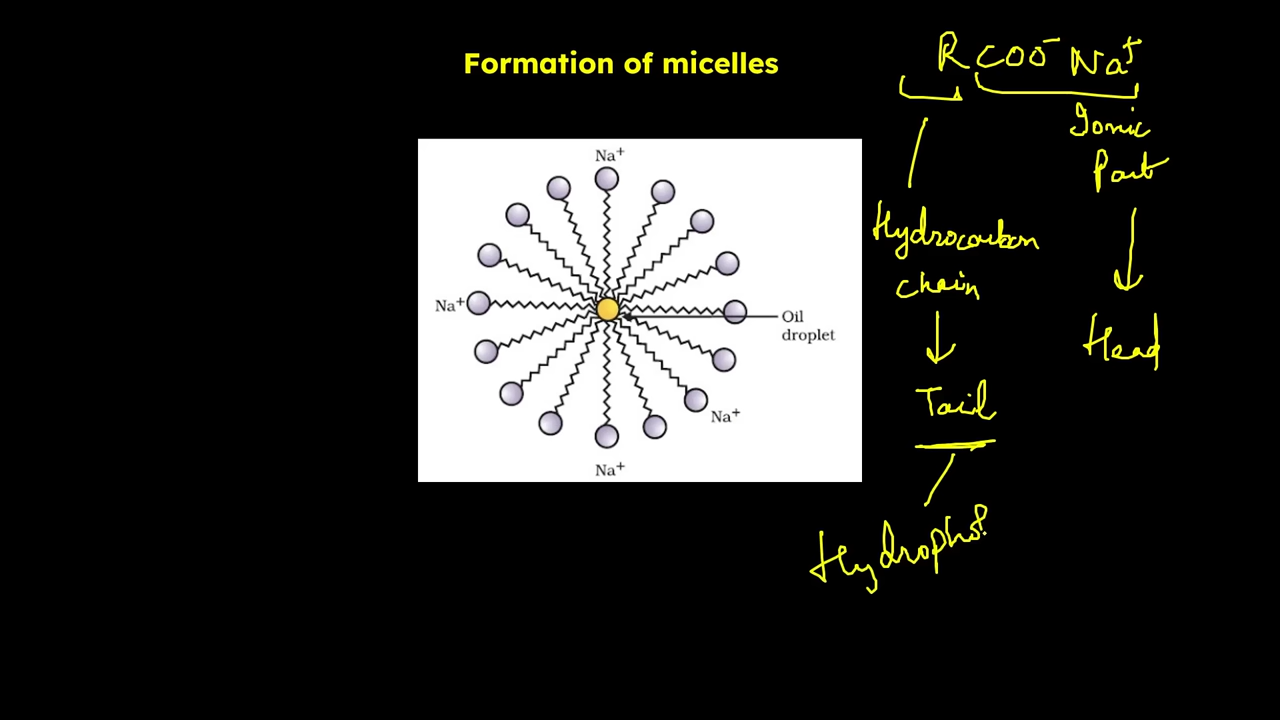 Formation of micelles
RCOO⁻ Na⁺
Ionic
Part
Hydrocarbon
chain
Head
Tail
Na⁺
Na⁺
Oil
droplet
Na⁺
Na⁺